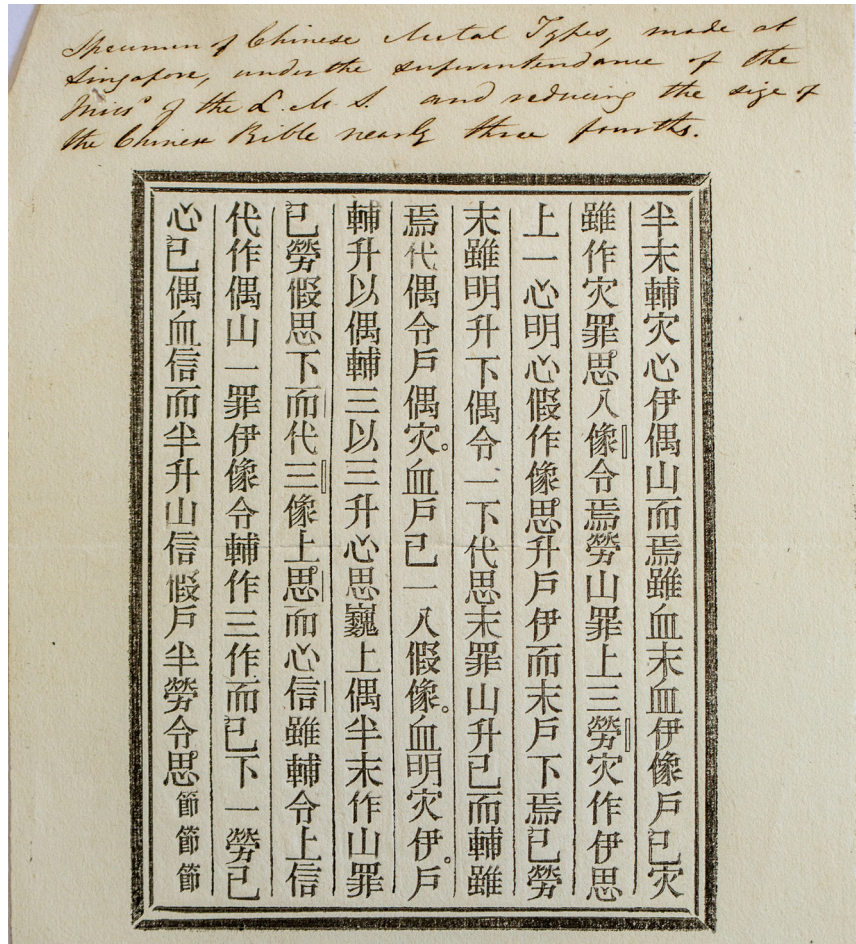 Specimen of Chinese Metal Types, made at
Singapore, under the superintendance of the
Miss^s of the L. M. S. and reducing the size of
the Chinese Bible nearly three fourths.
半末輔灾心伊偶山而焉雖血末血伊像戶已灾
雖作灾罪思八像令焉勞山罪上三勞灾作伊思
上一心明心假作像思升戶伊而末戶下焉已勞
末雖明升下偶令一下代思末罪山升已而輔雖
焉代偶令戶偶灾。血戶已一八假像。血明灾伊。戶
輔升以偶輔三以三升心思巍上偶半末作山罪
已勞假思下而代三像上思而心信雖輔令上信
代作偶山一罪伊像令輔作三作而已下一勞已
心已偶血信而半升山信假戶半勞令思節節節